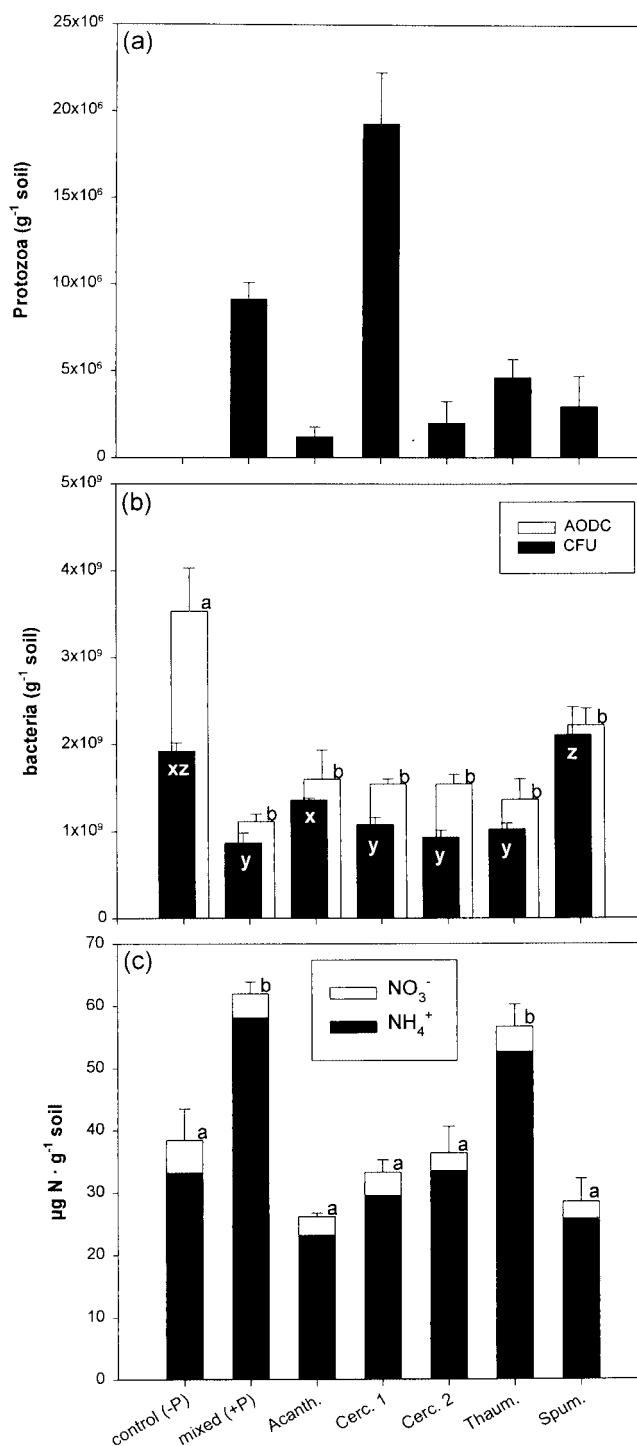 (a)
25x10⁶
20x10⁶
15x10⁶
10x10⁶
5x10⁶
0
Protozoa (g⁻¹ soil)
(b)
5x10⁹
4x10⁹
3x10⁹
2x10⁹
1x10⁹
0
bacteria (g⁻¹ soil)
AODC
CFU
a
b
b
b
b
b
b
xz
y
x
y
y
y
z
(c)
70
60
50
40
30
20
10
0
µg N · g⁻¹ soil
NO₃⁻
NH₄⁺
a
b
a
a
a
b
a
control (-P)
mixed (+P)
Acanth.
Cerc. 1
Cerc. 2
Thaum.
Spum.